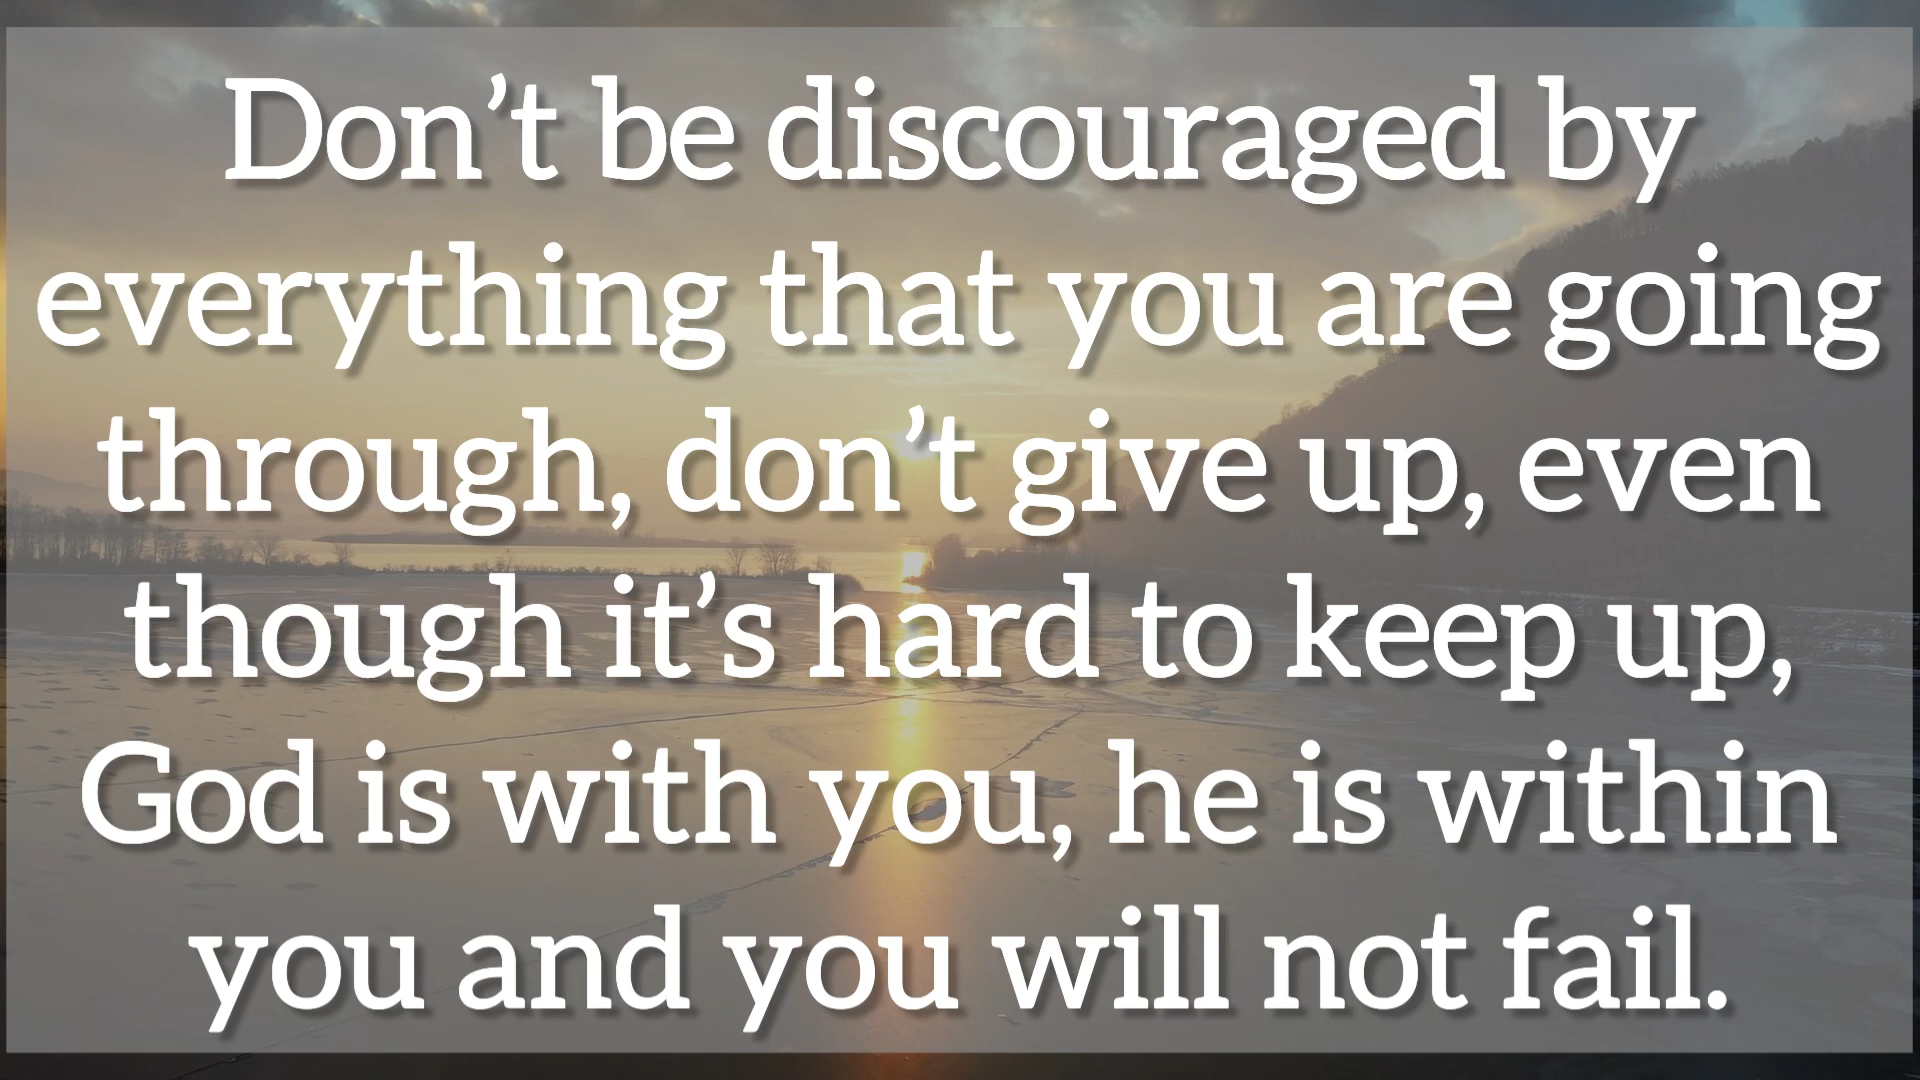 Don’t be discouraged by
everything that you are going
through, don’t give up, even
though it’s hard to keep up,
God is with you, he is within
you and you will not fail.